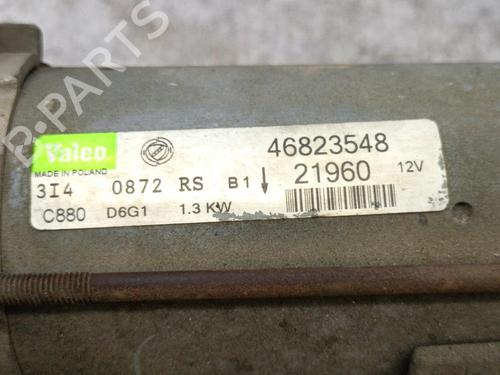 B-PARTS
Valeo
MADE IN POLAND
46823548
3I4 0872 RS B1 21960 12V
C880 D6G1 1.3 KW